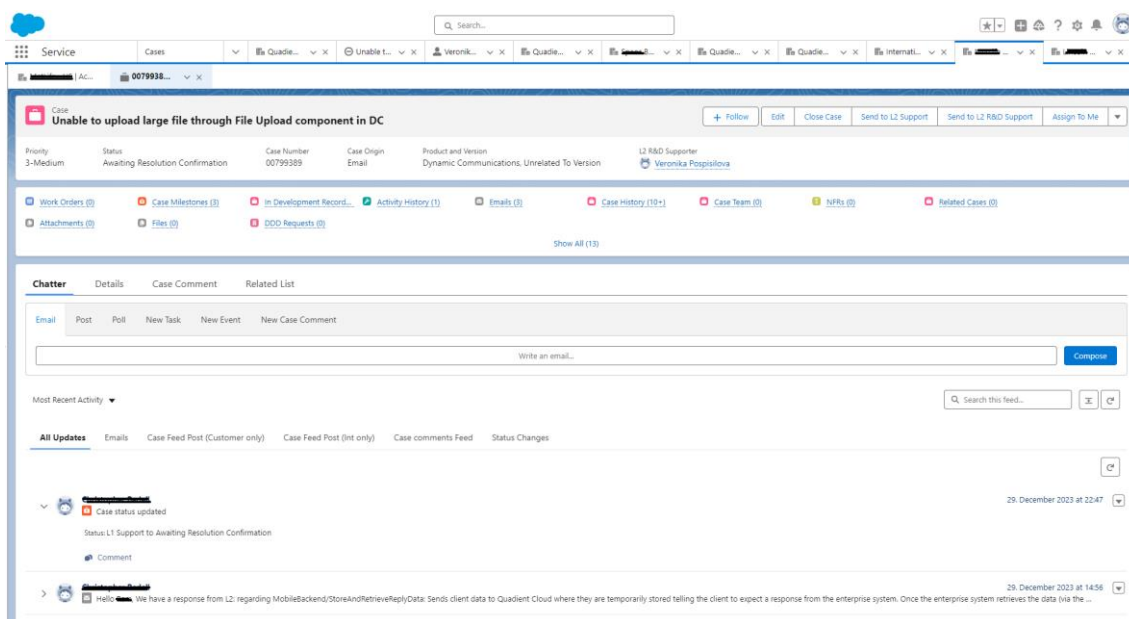 Search...
Service Cases Quadie... Unable t... Veronik... Quadie... Quadie... Quadie... Internati...
| Ac... 0079938...
Case
Unable to upload large file through File Upload component in DC
+ Follow Edit Close Case Send to L2 Support Send to L2 R&D Support Assign To Me
Priority Status Case Number Case Origin Product and Version L2 R&D Supporter
3-Medium Awaiting Resolution Confirmation 00799389 Email Dynamic Communications, Unrelated To Version Veronika Pospisilova
Work Orders (0) Case Milestones (3) In Development Record... Activity History (1) Emails (3) Case History (10+) Case Team (0) NFRs (0) Related Cases (0)
Attachments (0) Files (0) DDD Requests (0)
Show All (13)
Chatter Details Case Comment Related List
Email Post Poll New Task New Event New Case Comment
Write an email... Compose
Most Recent Activity Search this feed...
All Updates Emails Case Feed Post (Customer only) Case Feed Post (Int only) Case comments Feed Status Changes
29. December 2023 at 22:47
Case status updated
Status: L1 Support to Awaiting Resolution Confirmation
Comment
29. December 2023 at 14:56
Hello We have a response from L2: regarding MobileBackend/StoreAndRetrieveReplyData: Sends client data to Quadient Cloud where they are temporarily stored telling the client to expect a response from the enterprise system. Once the enterprise system retrieves the data (via the ...